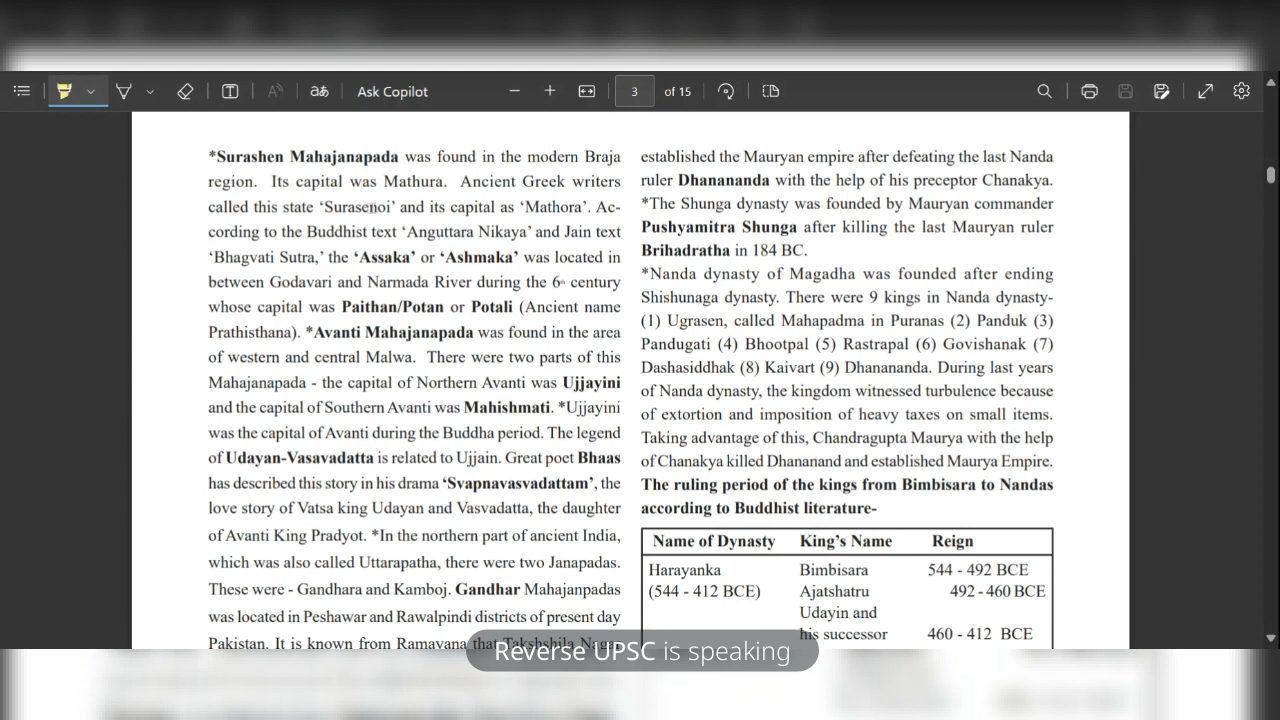 Ask Copilot
3 of 15
*Surashen Mahajanapada was found in the modern Braja
region. Its capital was Mathura. Ancient Greek writers
called this state ‘Surasenoi’ and its capital as ‘Mathora’. Ac-
cording to the Buddhist text ‘Anguttara Nikaya’ and Jain text
‘Bhagvati Sutra,’ the ‘Assaka’ or ‘Ashmaka’ was located in
between Godavari and Narmada River during the 6th century
whose capital was Paithan/Potan or Potali (Ancient name
Prathisthana). *Avanti Mahajanapada was found in the area
of western and central Malwa. There were two parts of this
Mahajanapada - the capital of Northern Avanti was Ujjayini
and the capital of Southern Avanti was Mahishmati. *Ujjayini
was the capital of Avanti during the Buddha period. The legend
of Udayan-Vasavadatta is related to Ujjain. Great poet Bhaas
has described this story in his drama ‘Svapnavasvadattam’, the
love story of Vatsa king Udayan and Vasvadatta, the daughter
of Avanti King Pradyot. *In the northern part of ancient India,
which was also called Uttarapatha, there were two Janapadas.
These were - Gandhara and Kamboj. Gandhar Mahajanpadas
was located in Peshawar and Rawalpindi districts of present day
Pakistan. It is known from Ramayana that Takshshila Nagar
established the Mauryan empire after defeating the last Nanda
ruler Dhanananda with the help of his preceptor Chanakya.
*The Shunga dynasty was founded by Mauryan commander
Pushyamitra Shunga after killing the last Mauryan ruler
Brihadratha in 184 BC.
*Nanda dynasty of Magadha was founded after ending
Shishunaga dynasty. There were 9 kings in Nanda dynasty-
(1) Ugrasen, called Mahapadma in Puranas (2) Panduk (3)
Pandugati (4) Bhootpal (5) Rastrapal (6) Govishanak (7)
Dashasiddhak (8) Kaivart (9) Dhanananda. During last years
of Nanda dynasty, the kingdom witnessed turbulence because
of extortion and imposition of heavy taxes on small items.
Taking advantage of this, Chandragupta Maurya with the help
of Chanakya killed Dhananand and established Maurya Empire.
The ruling period of the kings from Bimbisara to Nandas
according to Buddhist literature-
Name of Dynasty King’s Name Reign
Harayanka Bimbisara 544 - 492 BCE
(544 - 412 BCE) Ajatshatru 492 - 460 BCE
Udayin and
his successor 460 - 412 BCE
Reverse UPSC is speaking